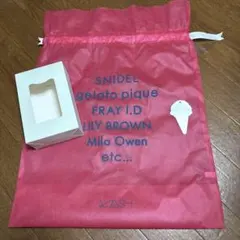 SNIDEL
gelato pique
FRAY I.D
LILY BROWN
Mila Owen
etc...